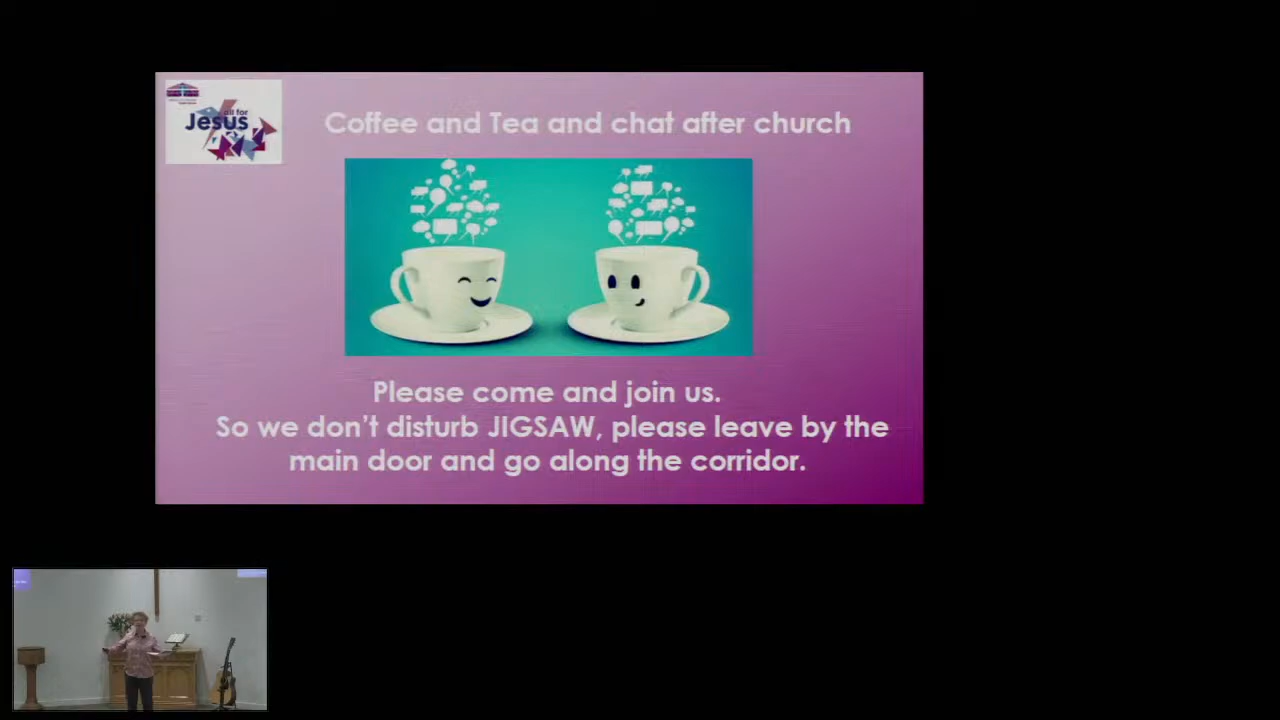 all for
Jesus
Coffee and Tea and chat after church
Please come and join us.
So we don't disturb JIGSAW, please leave by the
main door and go along the corridor.